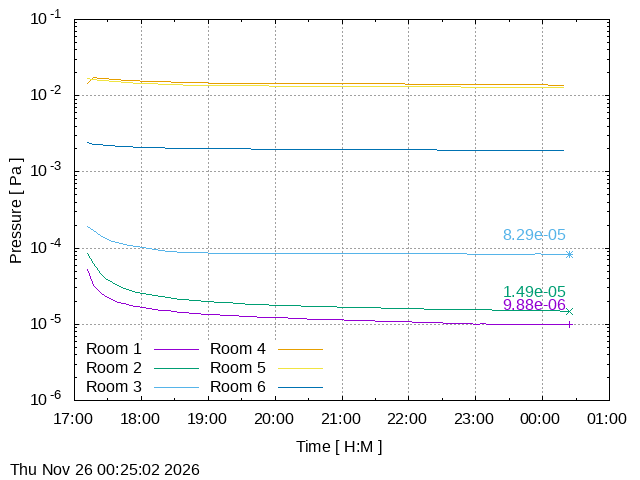 10^-1
10^-2
10^-3
10^-4
10^-5
10^-6
Pressure [ Pa ]
8.29e-05
1.49e-05
9.88e-06
Room 1 Room 4
Room 2 Room 5
Room 3 Room 6
17:00 18:00 19:00 20:00 21:00 22:00 23:00 00:00 01:00
Time [ H:M ]
Thu Nov 26 00:25:02 2026